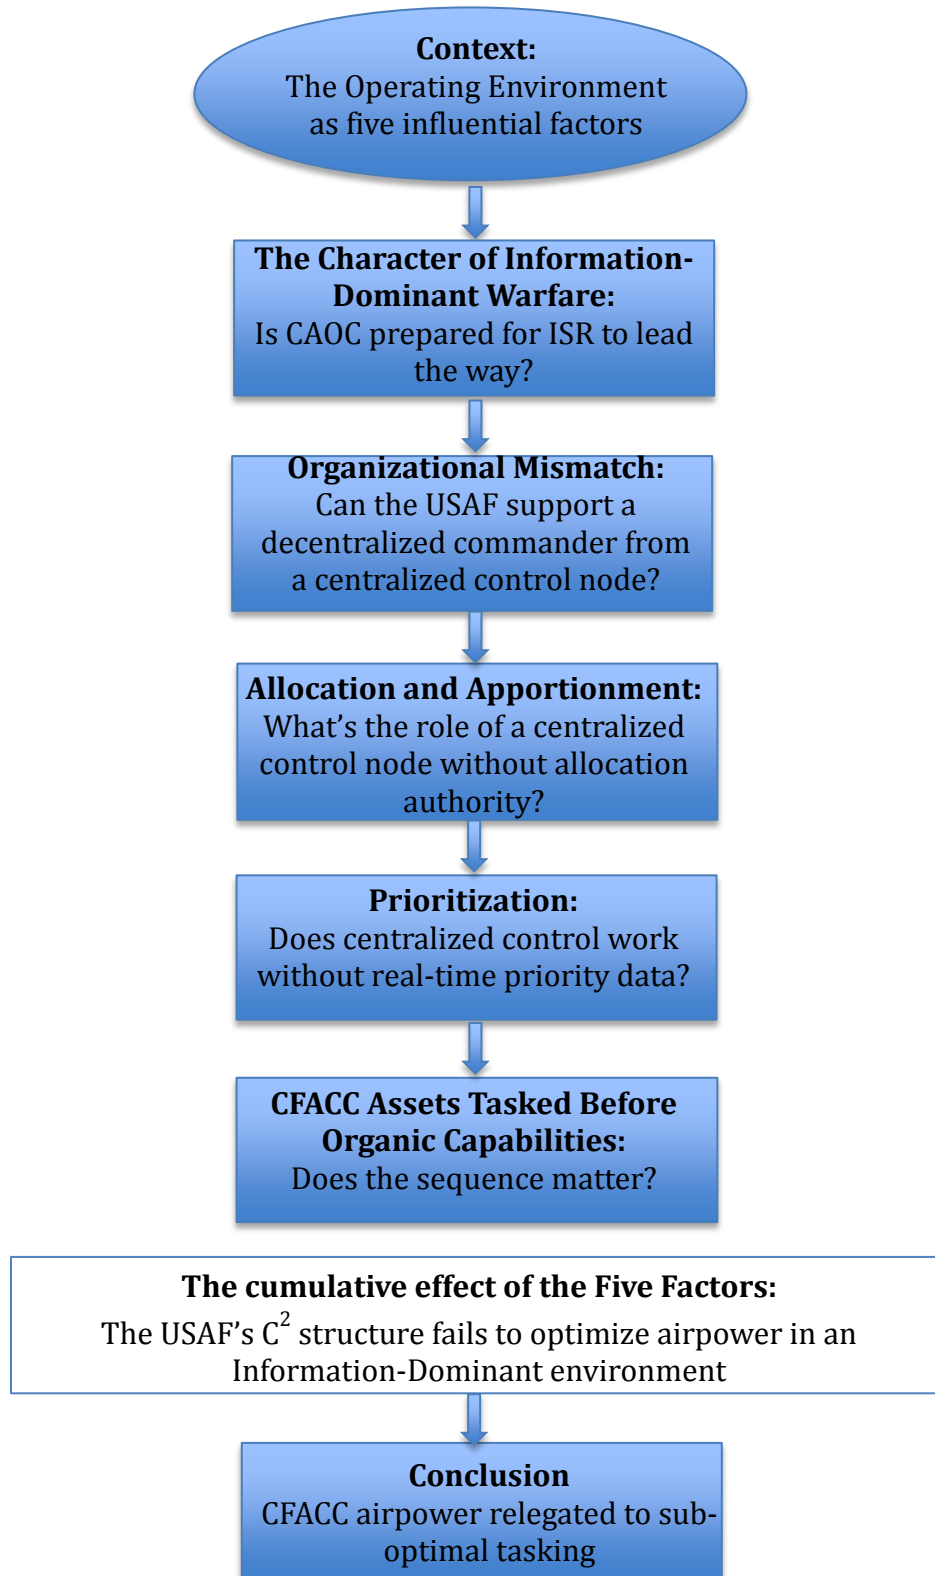 Context:
The Operating Environment
as five influential factors
The Character of Information-
Dominant Warfare:
Is CAOC prepared for ISR to lead
the way?
Organizational Mismatch:
Can the USAF support a
decentralized commander from
a centralized control node?
Allocation and Apportionment:
What’s the role of a centralized
control node without allocation
authority?
Prioritization:
Does centralized control work
without real-time priority data?
CFACC Assets Tasked Before
Organic Capabilities:
Does the sequence matter?
The cumulative effect of the Five Factors:
The USAF’s C² structure fails to optimize airpower in an
Information-Dominant environment
Conclusion
CFACC airpower relegated to sub-
optimal tasking